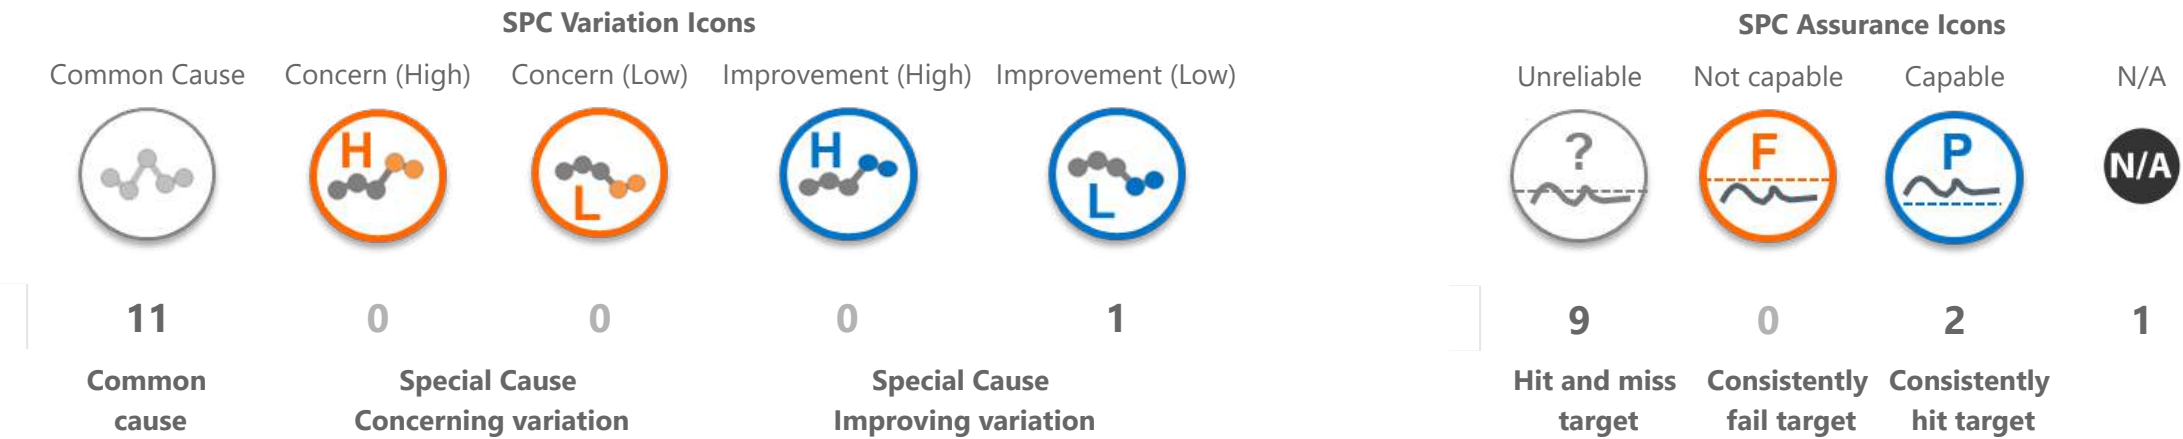 SPC Variation Icons
Common Cause Concern (High) Concern (Low) Improvement (High) Improvement (Low)
H L H L
11 0 0 0 1
Common cause
Special Cause Concerning variation
Special Cause Improving variation
SPC Assurance Icons
Unreliable Not capable Capable N/A
? F P N/A
9 0 2 1
Hit and miss target
Consistently fail target
Consistently hit target